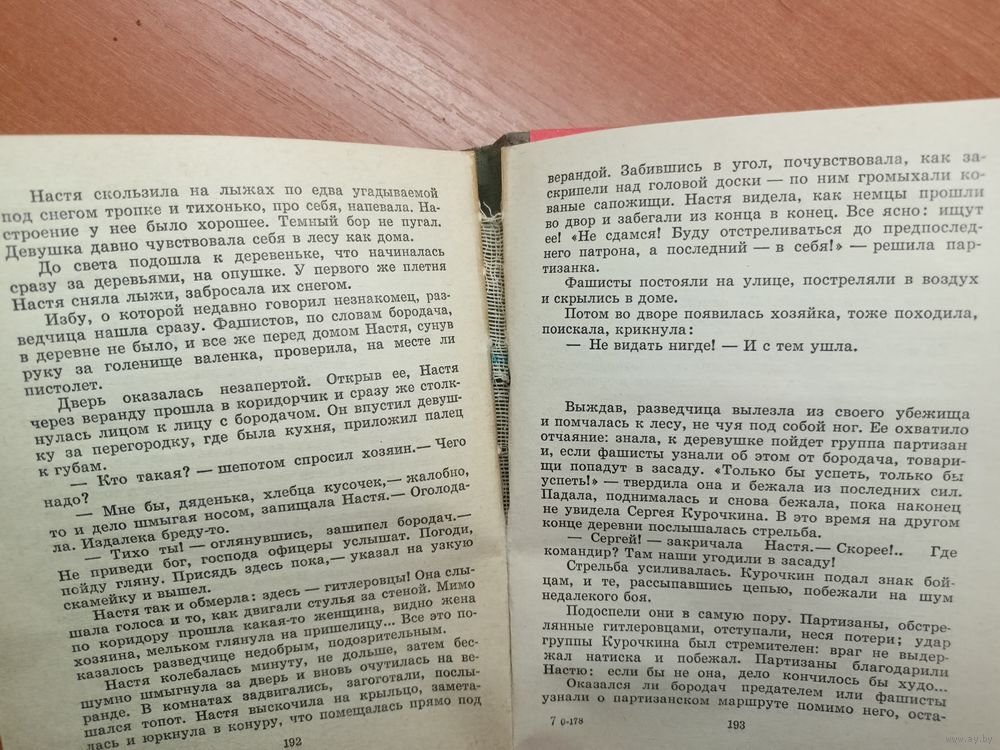 Настя скользила на лыжах по едва угадываемой
под снегом тропке и тихонько, про себя, напевала. На-
строение у нее было хорошее. Темный бор не пугал.
Девушка давно чувствовала себя в лесу как дома.
До света подошла к деревеньке, что начиналась
сразу за деревьями, на опушке. У первого же плетня
Настя сняла лыжи, забросала их снегом.
Избу, о которой недавно говорил незнакомец, раз-
ведчица нашла сразу. Фашистов, по словам бородача,
в деревне не было, и все же перед домом Настя, сунув
руку за голенище валенка, проверила, на месте ли
пистолет.
Дверь оказалась незапертой. Открыв ее, Настя
через веранду прошла в коридорчик и сразу же столк-
нулась лицом к лицу с бородачом. Он впустил девуш-
ку за перегородку, где была кухня, приложил палец
к губам.
— Кто такая? — шепотом спросил хозяин.— Чего
надо?
— Мне бы, дяденька, хлебца кусочек,— жалобно,
то и дело шмыгая носом, запищала Настя.— Оголода-
ла. Издалека бреду-то.
— Тихо ты! — оглянувшись, зашипел бородач.—
Не приведи бог, господа офицеры услышат. Погоди,
пойду гляну. Присядь здесь пока,— указал на узкую
скамейку и вышел.
Настя так и обмерла: здесь — гитлеровцы! Она слы-
шала голоса и то, как двигали стулья за стеной. Мимо
по коридору прошла какая-то женщина, видно жена
хозяина, мельком глянула на пришелицу... Все это по-
казалось разведчице недобрым, подозрительным.
Настя колебалась минуту, не дольше, затем бес-
шумно шмыгнула за дверь и вновь очутилась на ве-
ранде. В комнатах задвигались, загоготали, послы-
шался топот. Настя выскочила на крыльцо, замета-
лась и юркнула в конуру, что помещалась прямо под
192
верандой. Забившись в угол, почувствовала, как за-
скрипели над головой доски — по ним громыхали ко-
ваные сапожищи. Настя видела, как немцы прошли
во двор и забегали из конца в конец. Все ясно: ищут
ее! «Не сдамся! Буду отстреливаться до предпослед-
него патрона, а последний — в себя!» — решила пар-
тизанка.
Фашисты постояли на улице, постреляли в воздух
и скрылись в доме.
Потом во дворе появилась хозяйка, тоже походила,
поискала, крикнула:
— Не видать нигде! — И с тем ушла.
Выждав, разведчица вылезла из своего убежища
и помчалась к лесу, не чуя под собой ног. Ее охватило
отчаяние: знала, к деревушке пойдет группа партизан
и, если фашисты узнали об этом от бородача, товари-
щи попадут в засаду. «Только бы успеть, только бы
успеть!» — твердила она и бежала из последних сил.
Падала, поднималась и снова бежала, пока наконец
не увидела Сергея Курочкина. В это время на другом
конце деревни послышалась стрельба.
— Сергей! — закричала Настя.— Скорее!.. Где
командир? Там наши угодили в засаду!
Стрельба усиливалась. Курочкин подал знак бой-
цам, и те, рассыпавшись цепью, побежали на шум
недалекого боя.
Подоспели они в самую пору. Партизаны, обстре-
лянные гитлеровцами, отступали, неся потери; удар
группы Курочкина был стремителен: враг не выдер-
жал натиска и побежал. Партизаны благодарили
Настю: если бы не она, дело кончилось бы худо...
Оказался ли бородач предателем или фашисты
узнали о партизанском маршруте помимо него, оста-
7 0-178
193
www.ay.by